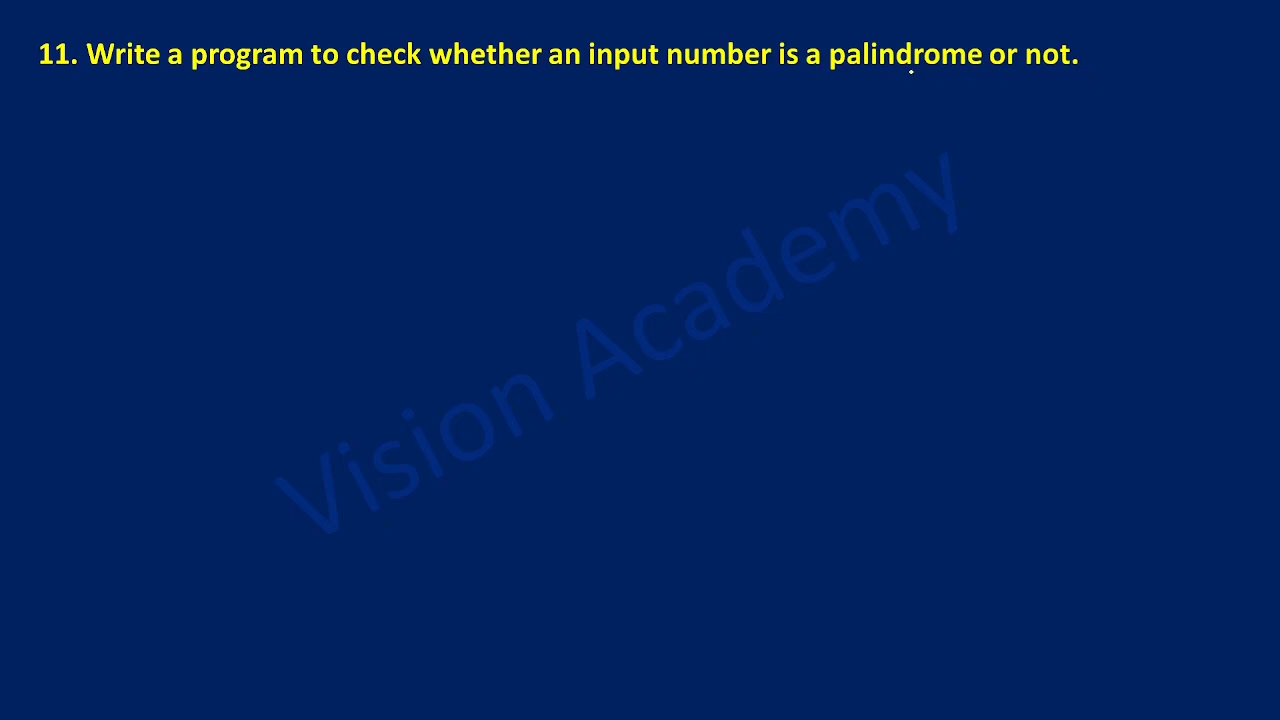 11. Write a program to check whether an input number is a palindrome or not.
Vision Academy